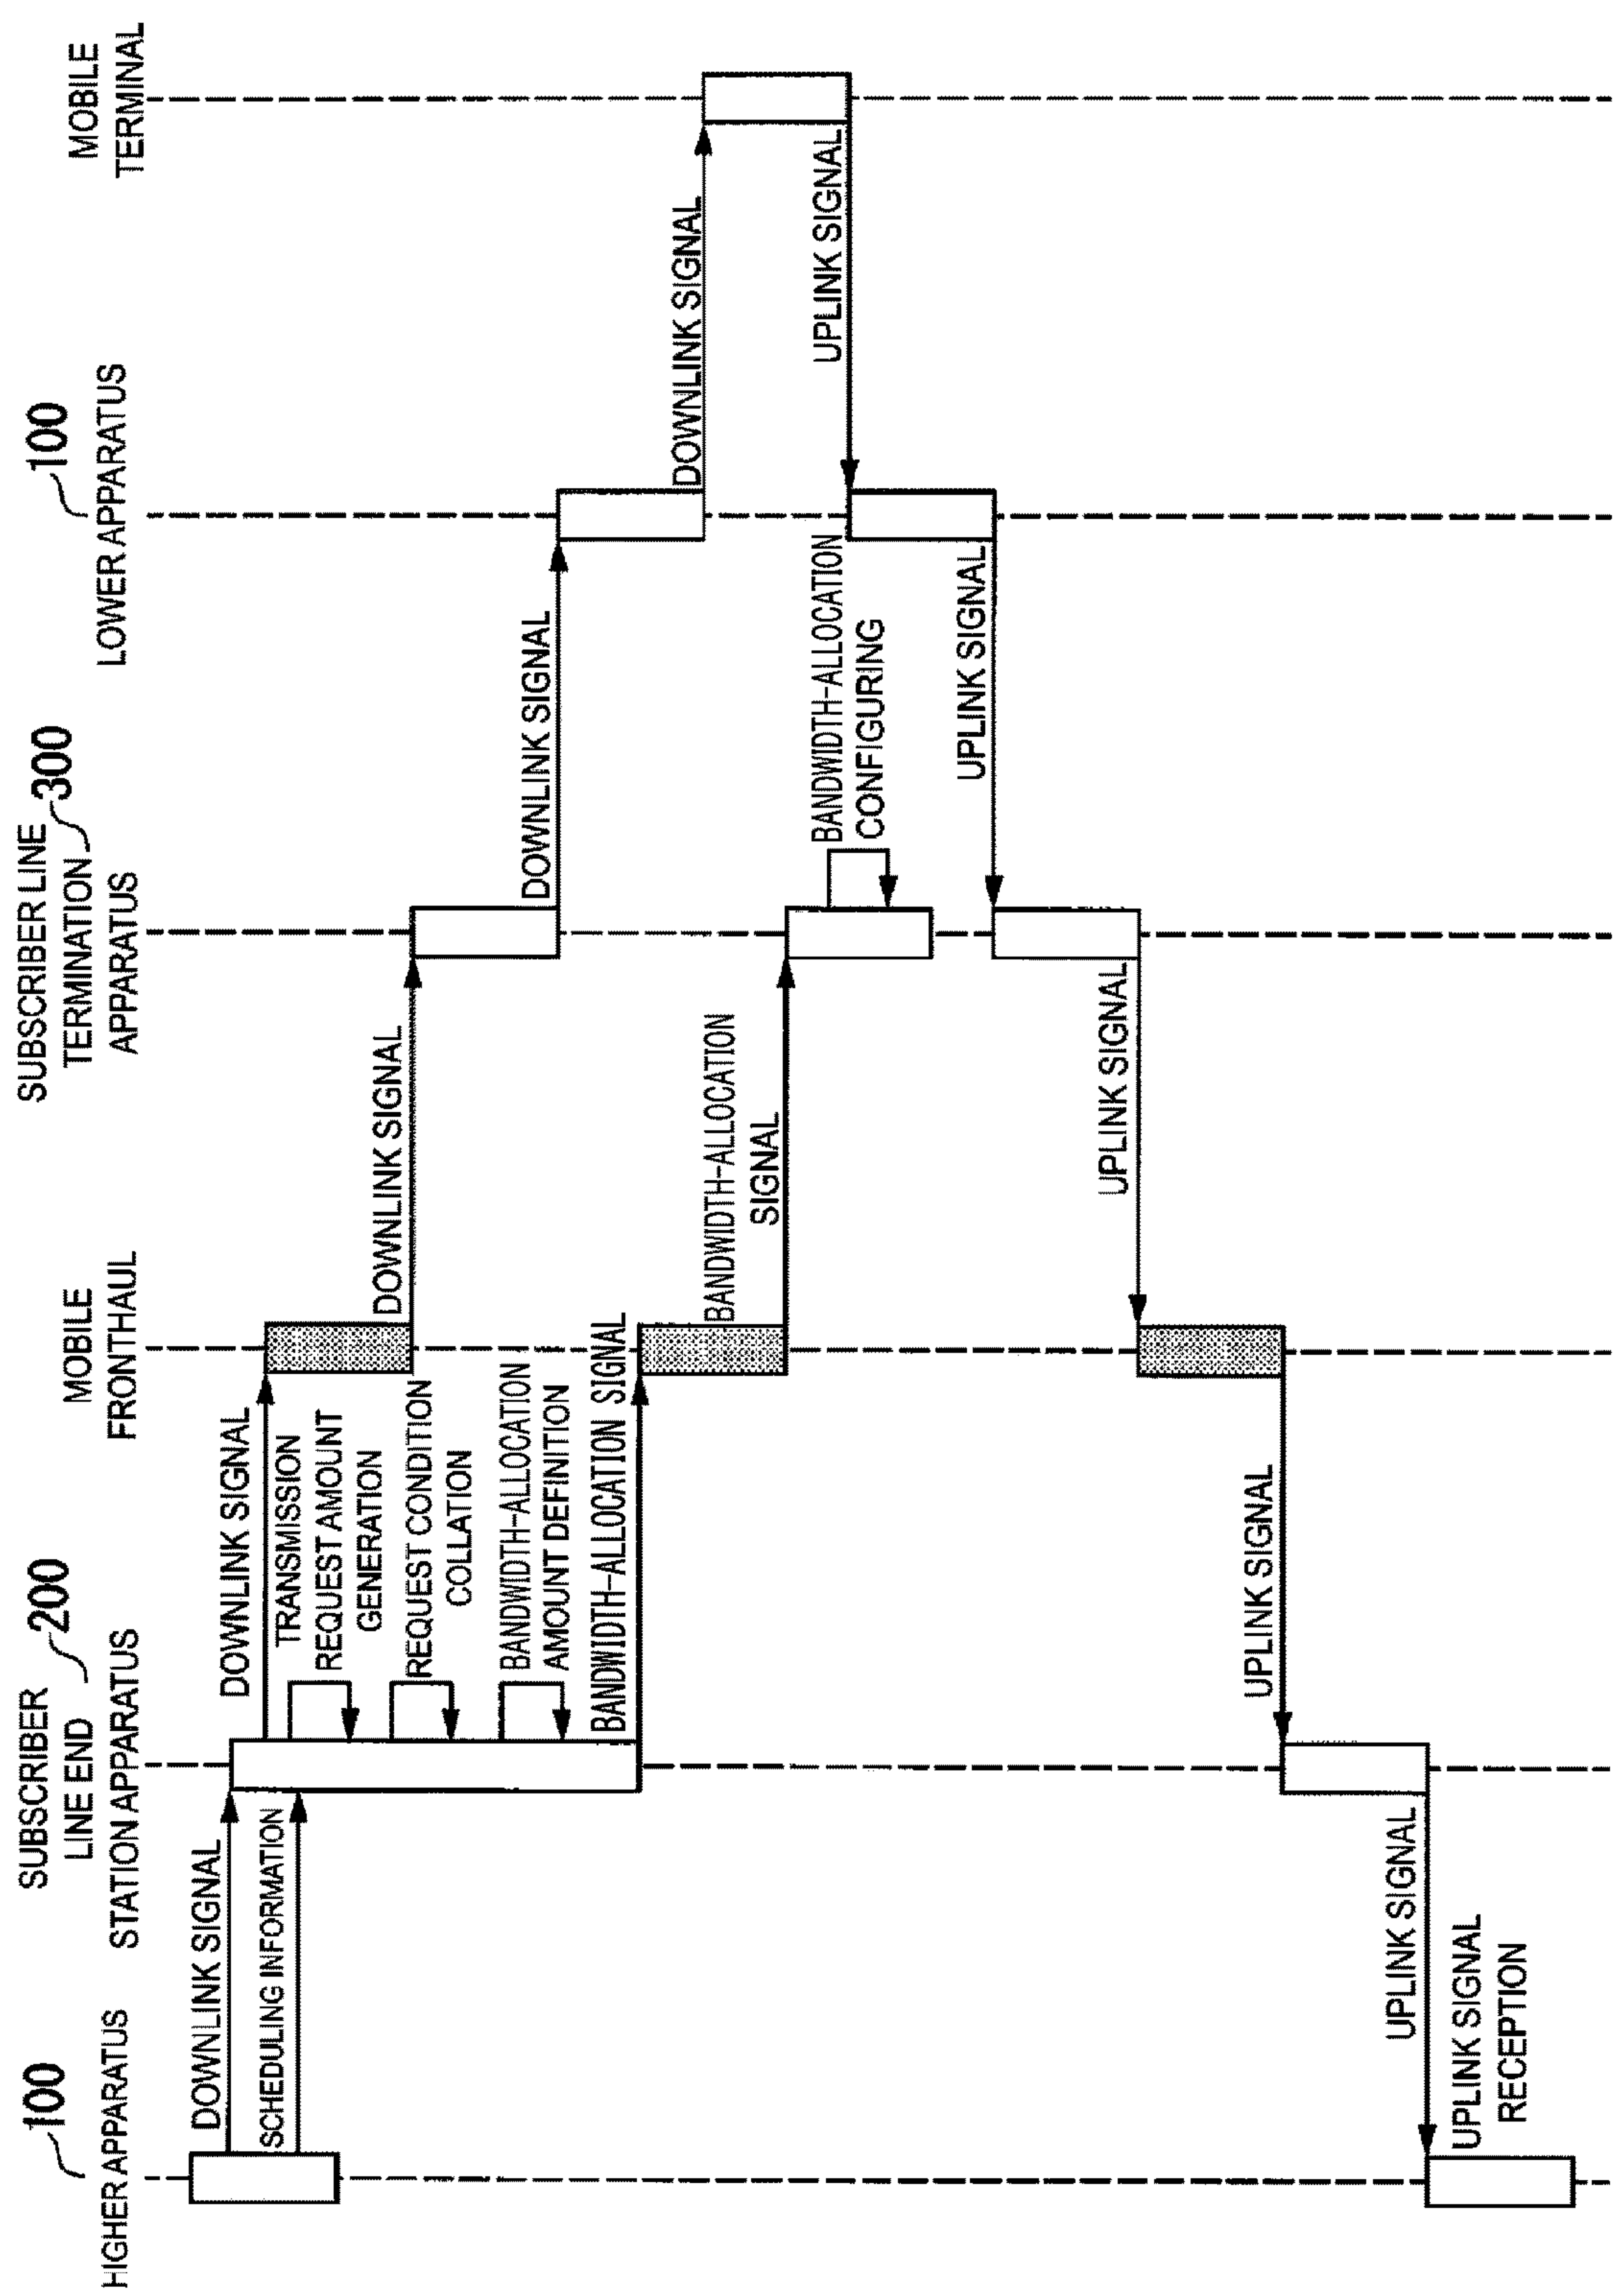 100
HIGHER APPARATUS
SUBSCRIBER
LINE END
STATION APPARATUS
200
MOBILE
FRONTHAUL
SUBSCRIBER LINE
TERMINATION
APPARATUS
300
100
LOWER APPARATUS
MOBILE
TERMINAL
DOWNLINK SIGNAL
SCHEDULING INFORMATION
DOWNLINK SIGNAL
TRANSMISSION
REQUEST AMOUNT
GENERATION
REQUEST CONDITION
COLLATION
BANDWIDTH-ALLOCATION
AMOUNT DEFINITION
BANDWIDTH-ALLOCATION SIGNAL
DOWNLINK SIGNAL
DOWNLINK SIGNAL
DOWNLINK SIGNAL
BANDWIDTH-ALLOCATION
SIGNAL
BANDWIDTH-ALLOCATION
CONFIGURING
UPLINK SIGNAL
UPLINK SIGNAL
UPLINK SIGNAL
UPLINK SIGNAL
UPLINK SIGNAL
UPLINK SIGNAL
RECEPTION